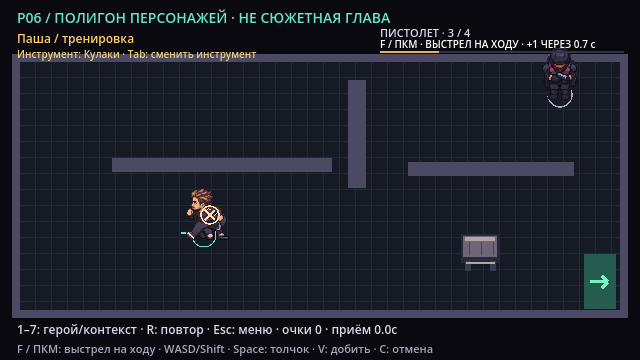 P06 / ПОЛИГОН ПЕРСОНАЖЕЙ · НЕ СЮЖЕТНАЯ ГЛАВА
Паша / тренировка
Инструмент: Кулаки · Tab: сменить инструмент
ПИСТОЛЕТ · 3 / 4
F / ПКМ · ВЫСТРЕЛ НА ХОДУ · +1 ЧЕРЕЗ 0.7 с
1–7: герой/контекст · R: повтор · Esc: меню · очки 0 · приём 0.0с
F / ПКМ: выстрел на ходу · WASD/Shift · Space: толчок · V: добить · C: отмена